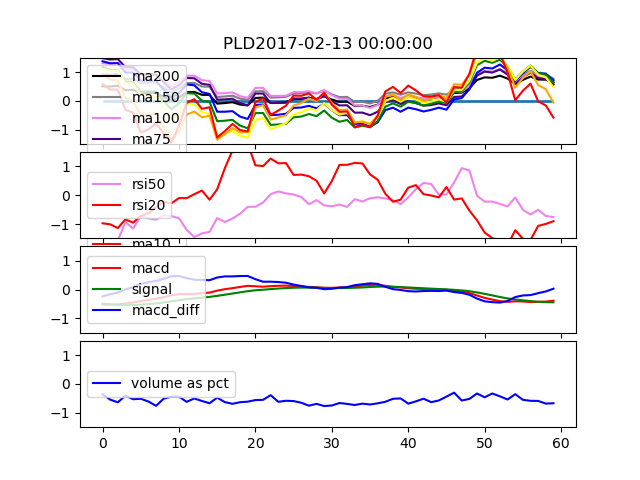 PLD2017-02-13 00:00:00
1
0
−1
ma200
ma150
ma100
ma75
1
0
−1
rsi50
rsi20
ma10
1
0
−1
macd
signal
macd_diff
1
0
−1
volume as pct
0 10 20 30 40 50 60